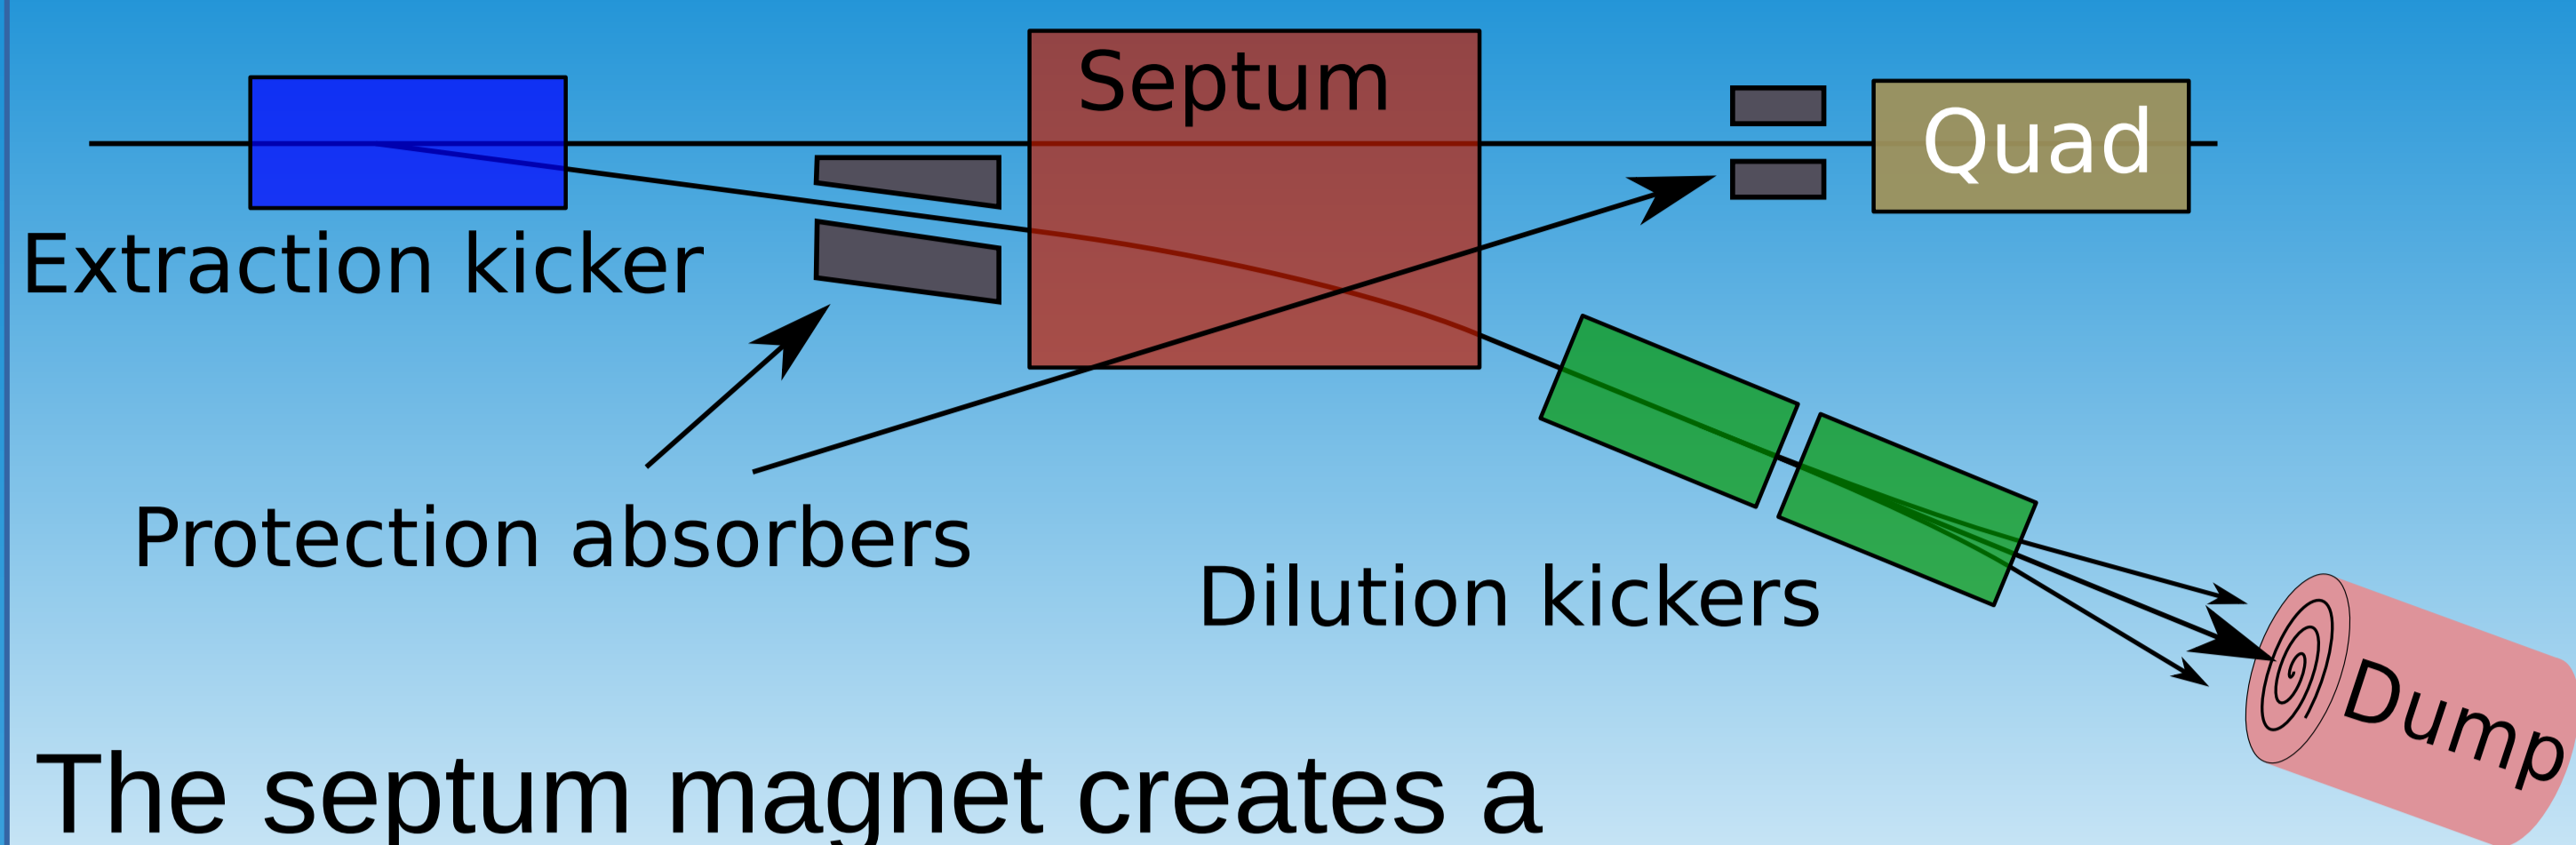 Septum
Quad
Extraction kicker
Protection absorbers
Dilution kickers
Dump
The septum magnet creates a